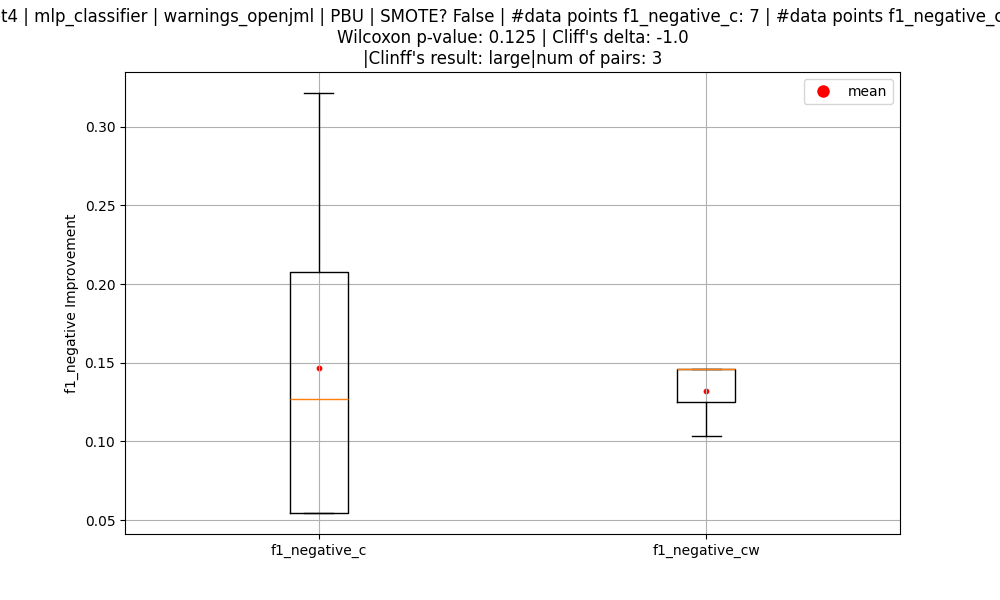 t4 | mlp_classifier | warnings_openjml | PBU | SMOTE? False | #data points f1_negative_c: 7 | #data points f1_negative_c
Wilcoxon p-value: 0.125 | Cliff's delta: -1.0
|Clinff's result: large|num of pairs: 3
mean
0.30
0.25
0.20
0.15
0.10
0.05
f1_negative Improvement
f1_negative_c
f1_negative_cw